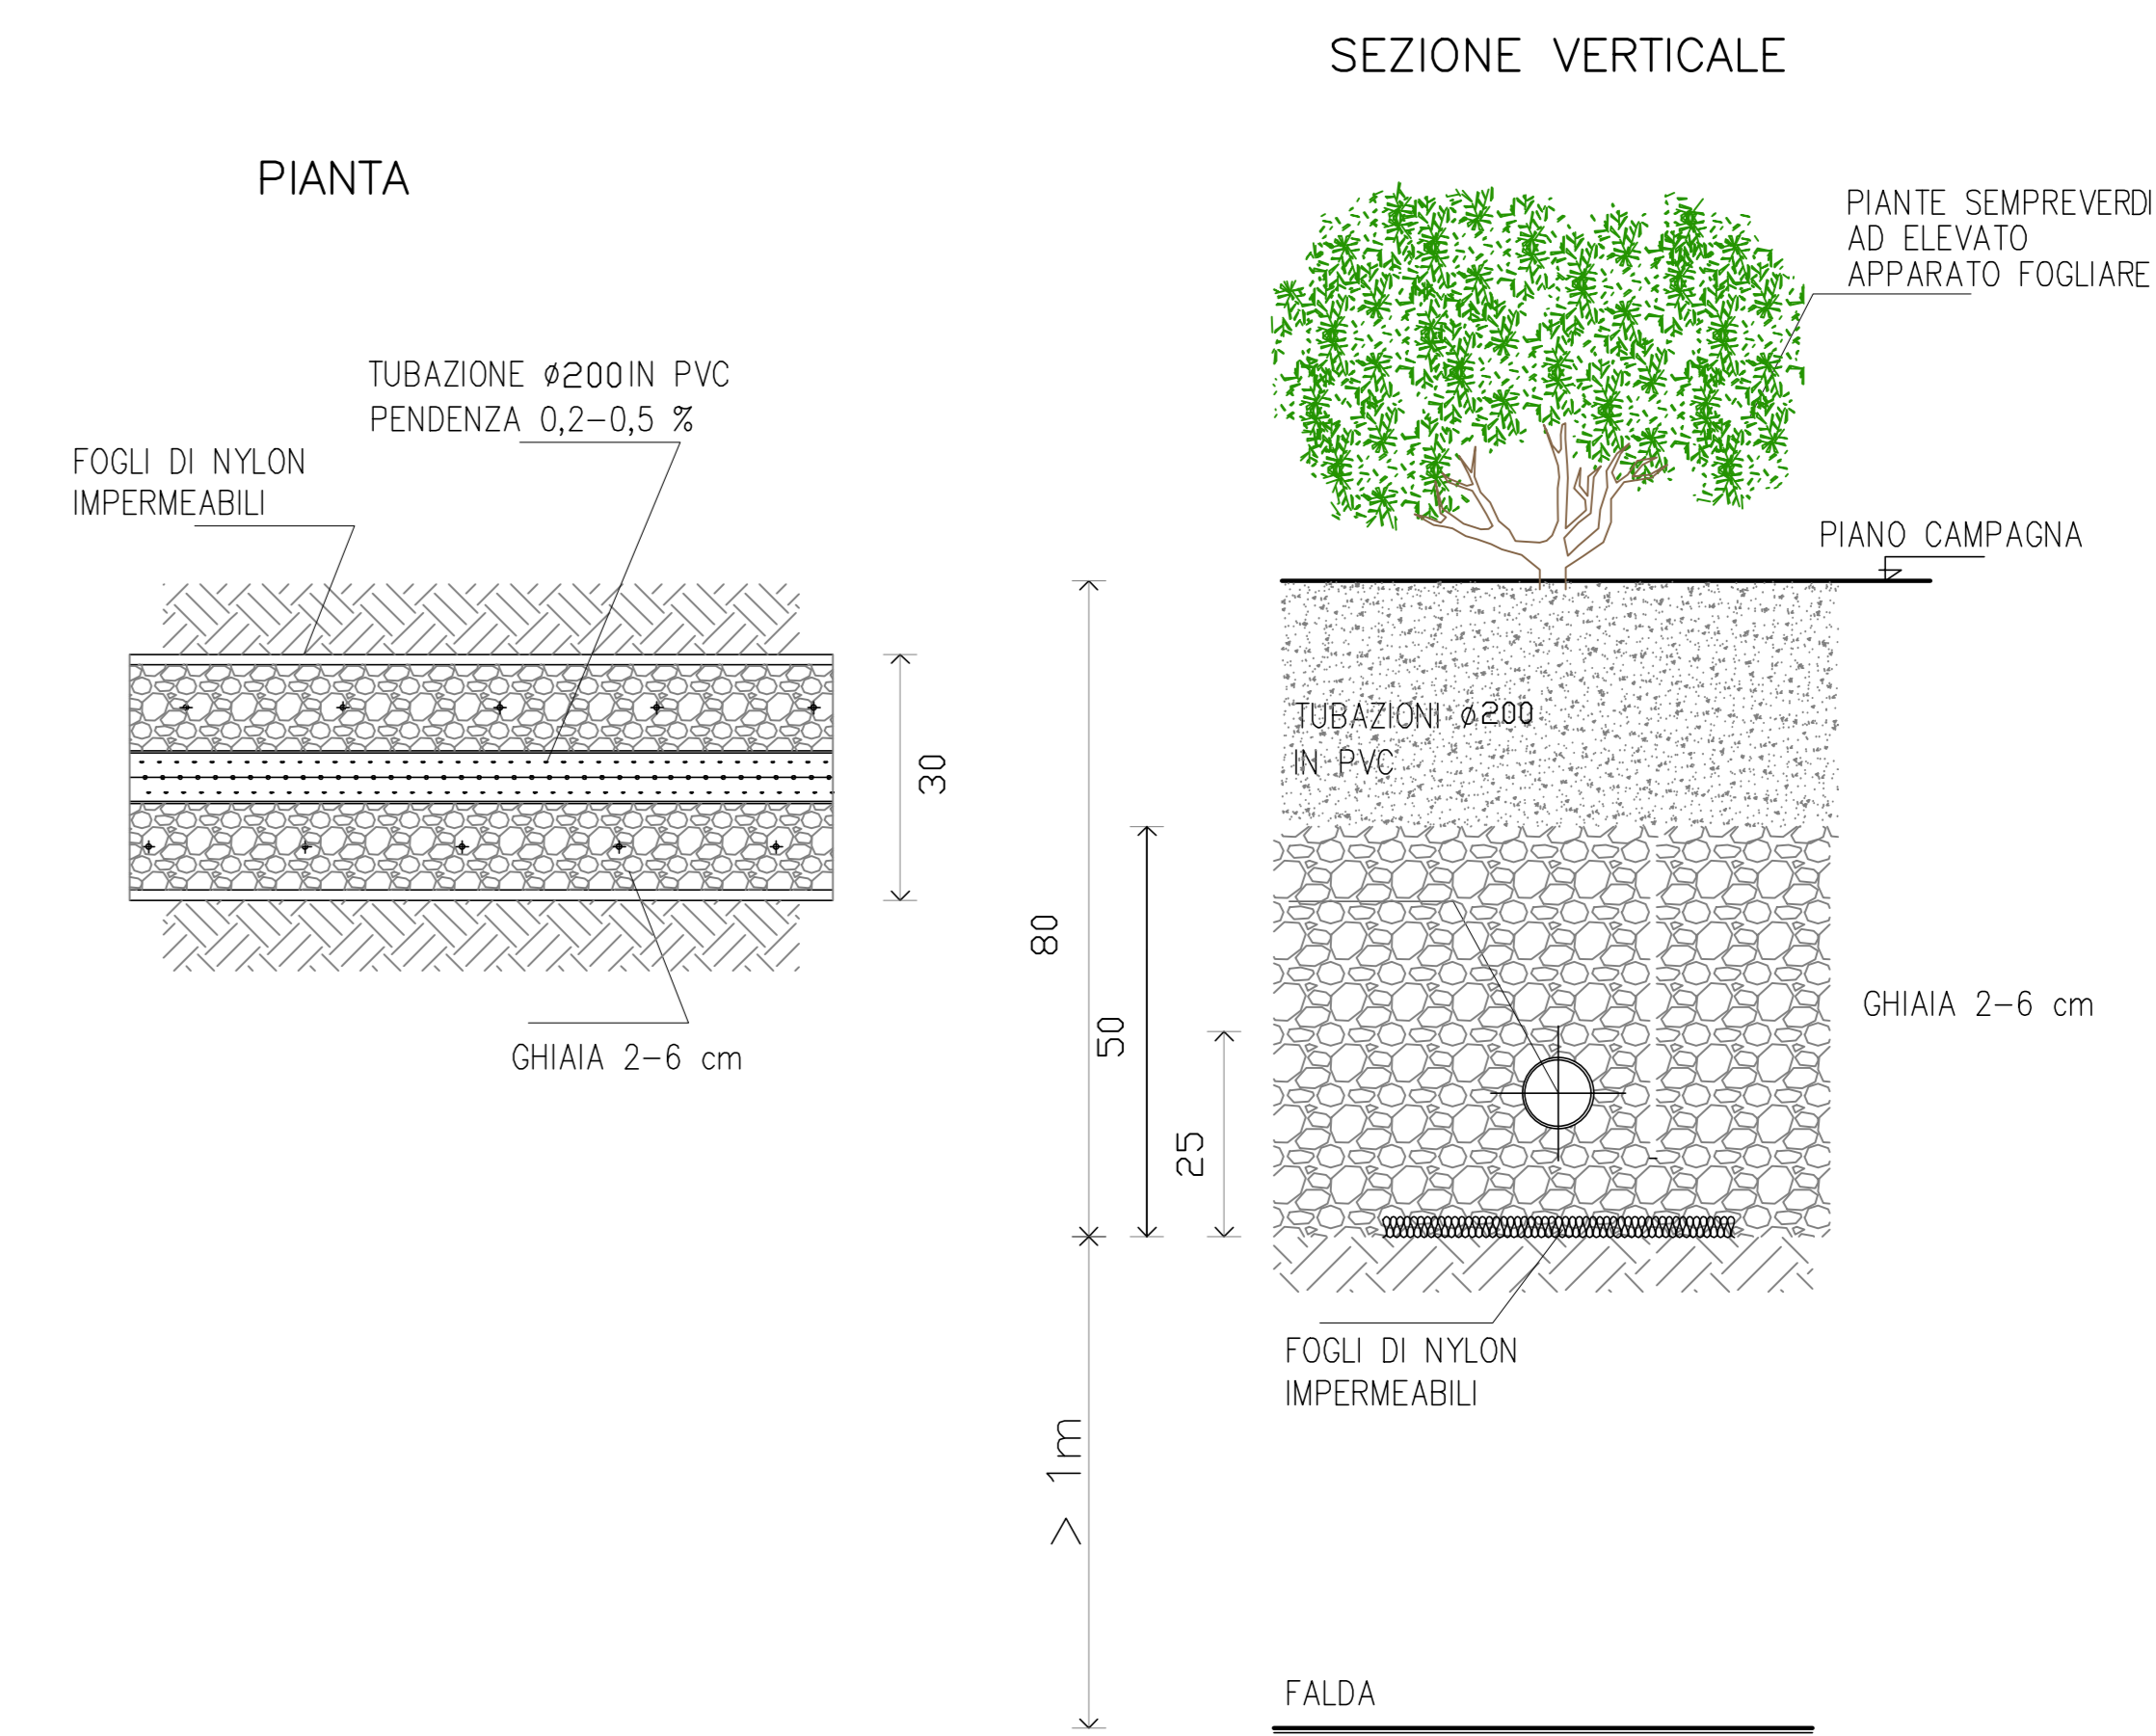 SEZIONE VERTICALE
PIANTA
PIANTE SEMPREVERDI
AD ELEVATO
APPARATO FOGLIARE
TUBAZIONE ø200 IN PVC
PENDENZA 0,2-0,5 %
FOGLI DI NYLON
IMPERMEABILI
PIANO CAMPAGNA
TUBAZIONI ø200
IN PVC
30
80
50
25
GHIAIA 2-6 cm
GHIAIA 2-6 cm
FOGLI DI NYLON
IMPERMEABILI
> 1m
FALDA